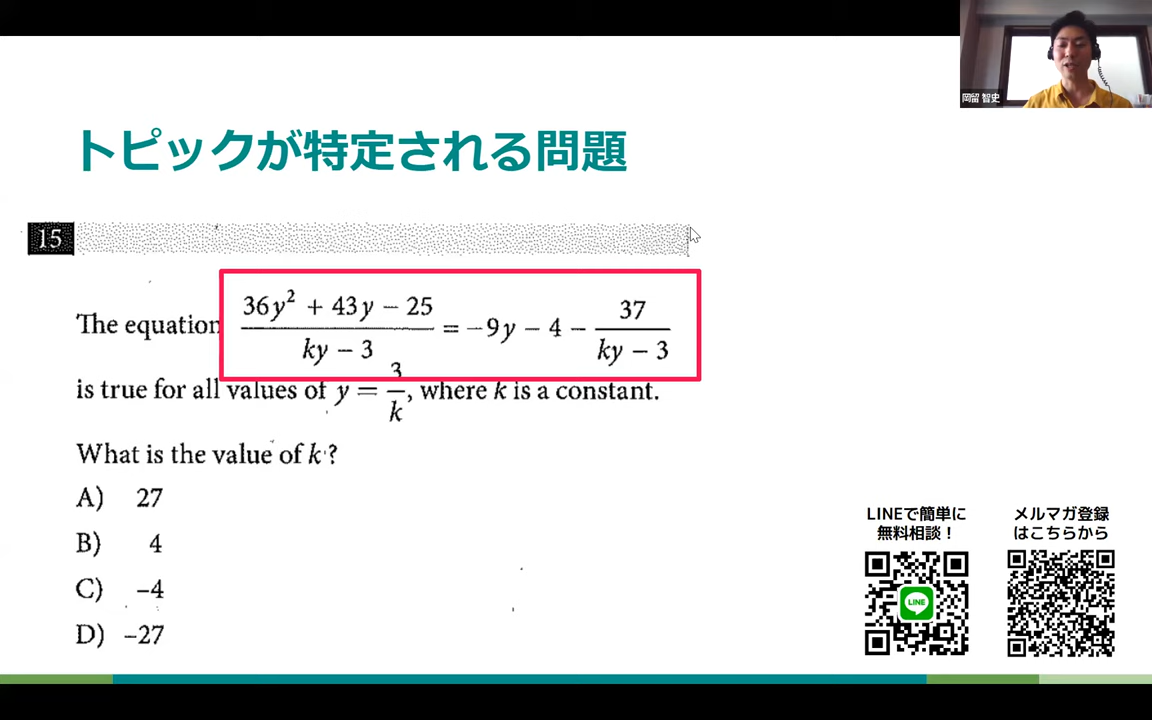 岡留 智史
トピックが特定される問題
15
The equation (36y² + 43y − 25)/(ky − 3) = −9y − 4 − 37/(ky − 3)
is true for all values of y = 3/k, where k is a constant.
What is the value of k?
A) 27
B) 4
C) −4
D) −27
LINEで簡単に
無料相談！
LINE
メルマガ登録
はこちらから